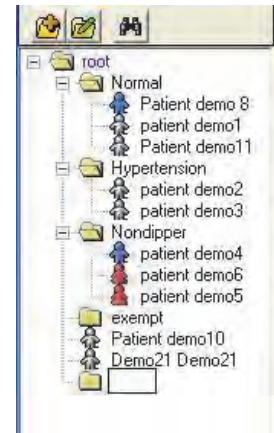 root
Normal
Patient demo 8
patient demo1
Patient demo11
Hypertension
patient demo2
patient demo3
Nondipper
patient demo4
patient demo6
patient demo5
exempt
Patient demo10
Demo21 Demo21